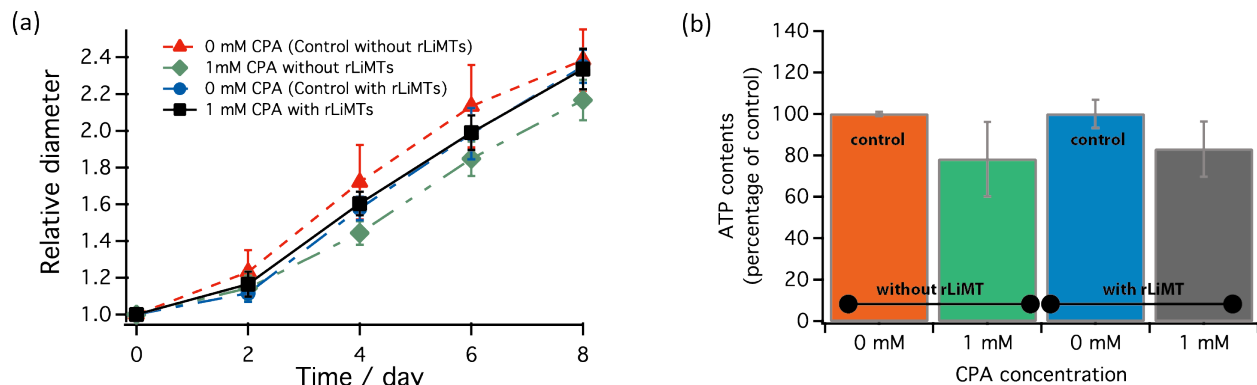 (a)
Relative diameter
2.4
2.2
2.0
1.8
1.6
1.4
1.2
1.0
0 mM CPA (Control without rLiMTs)
1mM CPA without rLiMTs
0 mM CPA (Control with rLiMTs)
1 mM CPA with rLiMTs
0 2 4 6 8
Time / day
(b)
ATP contents
(percentage of control)
140
120
100
80
60
40
20
0
control
control
without rLiMT
with rLiMT
0 mM 1 mM 0 mM 1 mM
CPA concentration